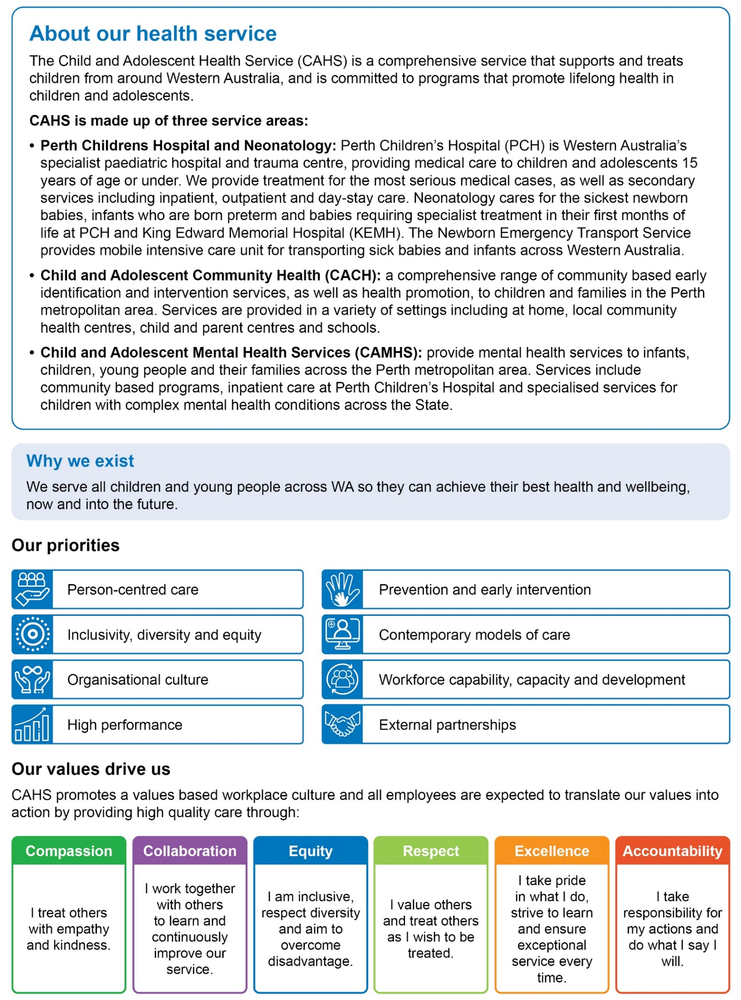 About our health service
The Child and Adolescent Health Service (CAHS) is a comprehensive service that supports and treats
children from around Western Australia, and is committed to programs that promote lifelong health in
children and adolescents.
CAHS is made up of three service areas:
• Perth Childrens Hospital and Neonatology: Perth Children’s Hospital (PCH) is Western Australia’s
specialist paediatric hospital and trauma centre, providing medical care to children and adolescents 15
years of age or under. We provide treatment for the most serious medical cases, as well as secondary
services including inpatient, outpatient and day-stay care. Neonatology cares for the sickest newborn
babies, infants who are born preterm and babies requiring specialist treatment in their first months of
life at PCH and King Edward Memorial Hospital (KEMH). The Newborn Emergency Transport Service
provides mobile intensive care unit for transporting sick babies and infants across Western Australia.
• Child and Adolescent Community Health (CACH): a comprehensive range of community based early
identification and intervention services, as well as health promotion, to children and families in the Perth
metropolitan area. Services are provided in a variety of settings including at home, local community
health centres, child and parent centres and schools.
• Child and Adolescent Mental Health Services (CAMHS): provide mental health services to infants,
children, young people and their families across the Perth metropolitan area. Services include
community based programs, inpatient care at Perth Children’s Hospital and specialised services for
children with complex mental health conditions across the State.
Why we exist
We serve all children and young people across WA so they can achieve their best health and wellbeing,
now and into the future.
Our priorities
Person-centred care
Prevention and early intervention
Inclusivity, diversity and equity
Contemporary models of care
Organisational culture
Workforce capability, capacity and development
High performance
External partnerships
Our values drive us
CAHS promotes a values based workplace culture and all employees are expected to translate our values into
action by providing high quality care through:
Compassion
I treat others
with empathy
and kindness.
Collaboration
I work together
with others
to learn and
continuously
improve our
service.
Equity
I am inclusive,
respect diversity
and aim to
overcome
disadvantage.
Respect
I value others
and treat others
as I wish to be
treated.
Excellence
I take pride
in what I do,
strive to learn
and ensure
exceptional
service every
time.
Accountability
I take
responsibility for
my actions and
do what I say I
will.